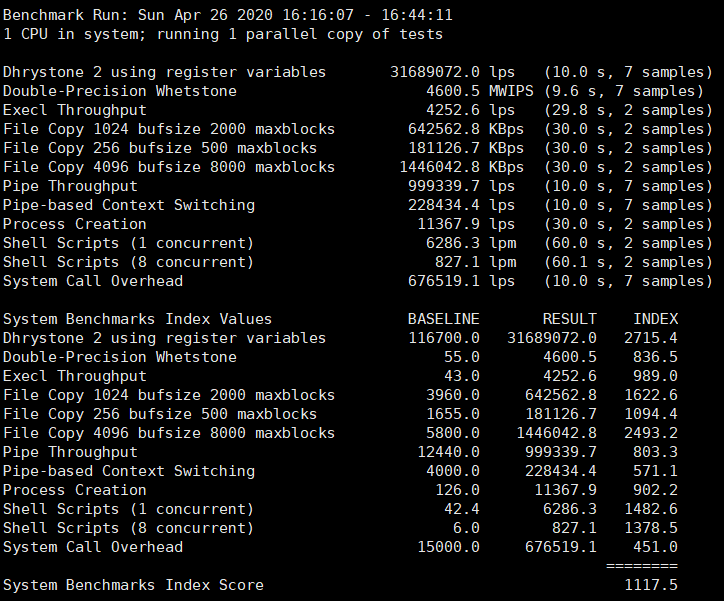 Benchmark Run: Sun Apr 26 2020 16:16:07 - 16:44:11
1 CPU in system; running 1 parallel copy of tests
Dhrystone 2 using register variables 31689072.0 lps (10.0 s, 7 samples)
Double-Precision Whetstone 4600.5 MWIPS (9.6 s, 7 samples)
Execl Throughput 4252.6 lps (29.8 s, 2 samples)
File Copy 1024 bufsize 2000 maxblocks 642562.8 KBps (30.0 s, 2 samples)
File Copy 256 bufsize 500 maxblocks 181126.7 KBps (30.0 s, 2 samples)
File Copy 4096 bufsize 8000 maxblocks 1446042.8 KBps (30.0 s, 2 samples)
Pipe Throughput 999339.7 lps (10.0 s, 7 samples)
Pipe-based Context Switching 228434.4 lps (10.0 s, 7 samples)
Process Creation 11367.9 lps (30.0 s, 2 samples)
Shell Scripts (1 concurrent) 6286.3 lpm (60.0 s, 2 samples)
Shell Scripts (8 concurrent) 827.1 lpm (60.1 s, 2 samples)
System Call Overhead 676519.1 lps (10.0 s, 7 samples)
System Benchmarks Index Values BASELINE RESULT INDEX
Dhrystone 2 using register variables 116700.0 31689072.0 2715.4
Double-Precision Whetstone 55.0 4600.5 836.5
Execl Throughput 43.0 4252.6 989.0
File Copy 1024 bufsize 2000 maxblocks 3960.0 642562.8 1622.6
File Copy 256 bufsize 500 maxblocks 1655.0 181126.7 1094.4
File Copy 4096 bufsize 8000 maxblocks 5800.0 1446042.8 2493.2
Pipe Throughput 12440.0 999339.7 803.3
Pipe-based Context Switching 4000.0 228434.4 571.1
Process Creation 126.0 11367.9 902.2
Shell Scripts (1 concurrent) 42.4 6286.3 1482.6
Shell Scripts (8 concurrent) 6.0 827.1 1378.5
System Call Overhead 15000.0 676519.1 451.0
========
System Benchmarks Index Score 1117.5